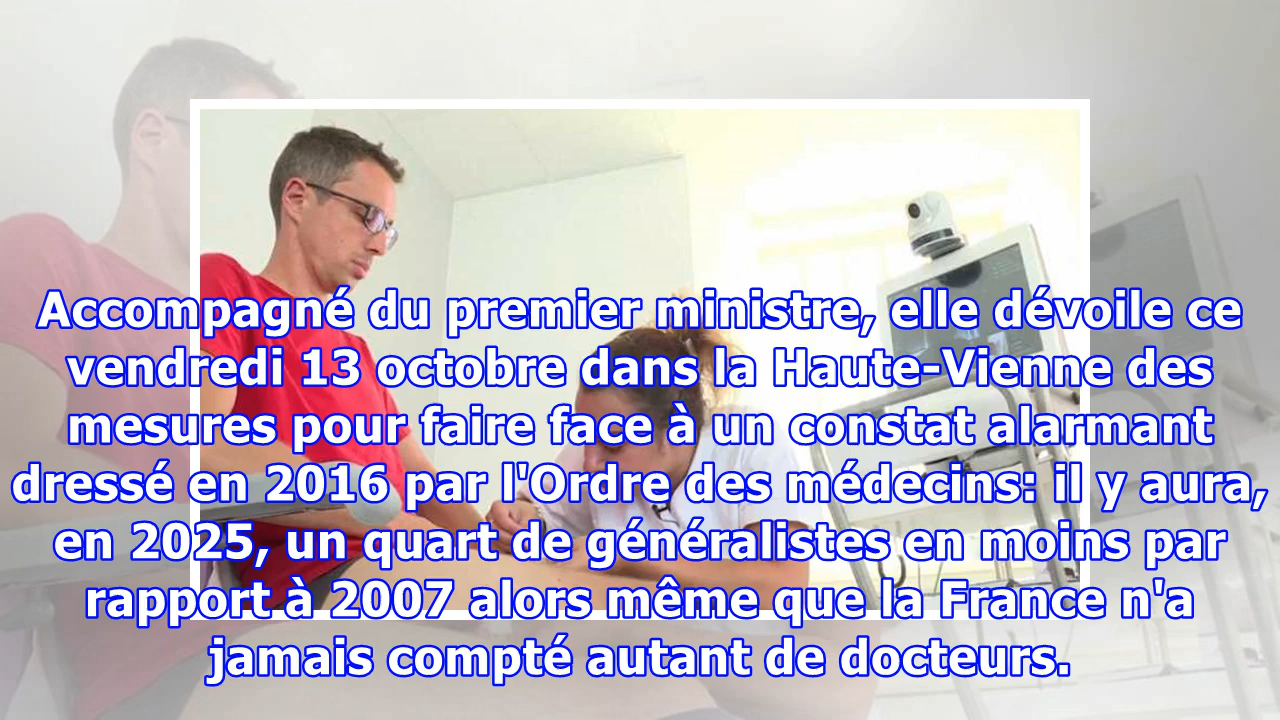 Accompagné du premier ministre, elle dévoile ce
vendredi 13 octobre dans la Haute-Vienne des
mesures pour faire face à un constat alarmant
dressé en 2016 par l'Ordre des médecins: il y aura,
en 2025, un quart de généralistes en moins par
rapport à 2007 alors même que la France n'a
jamais compté autant de docteurs.